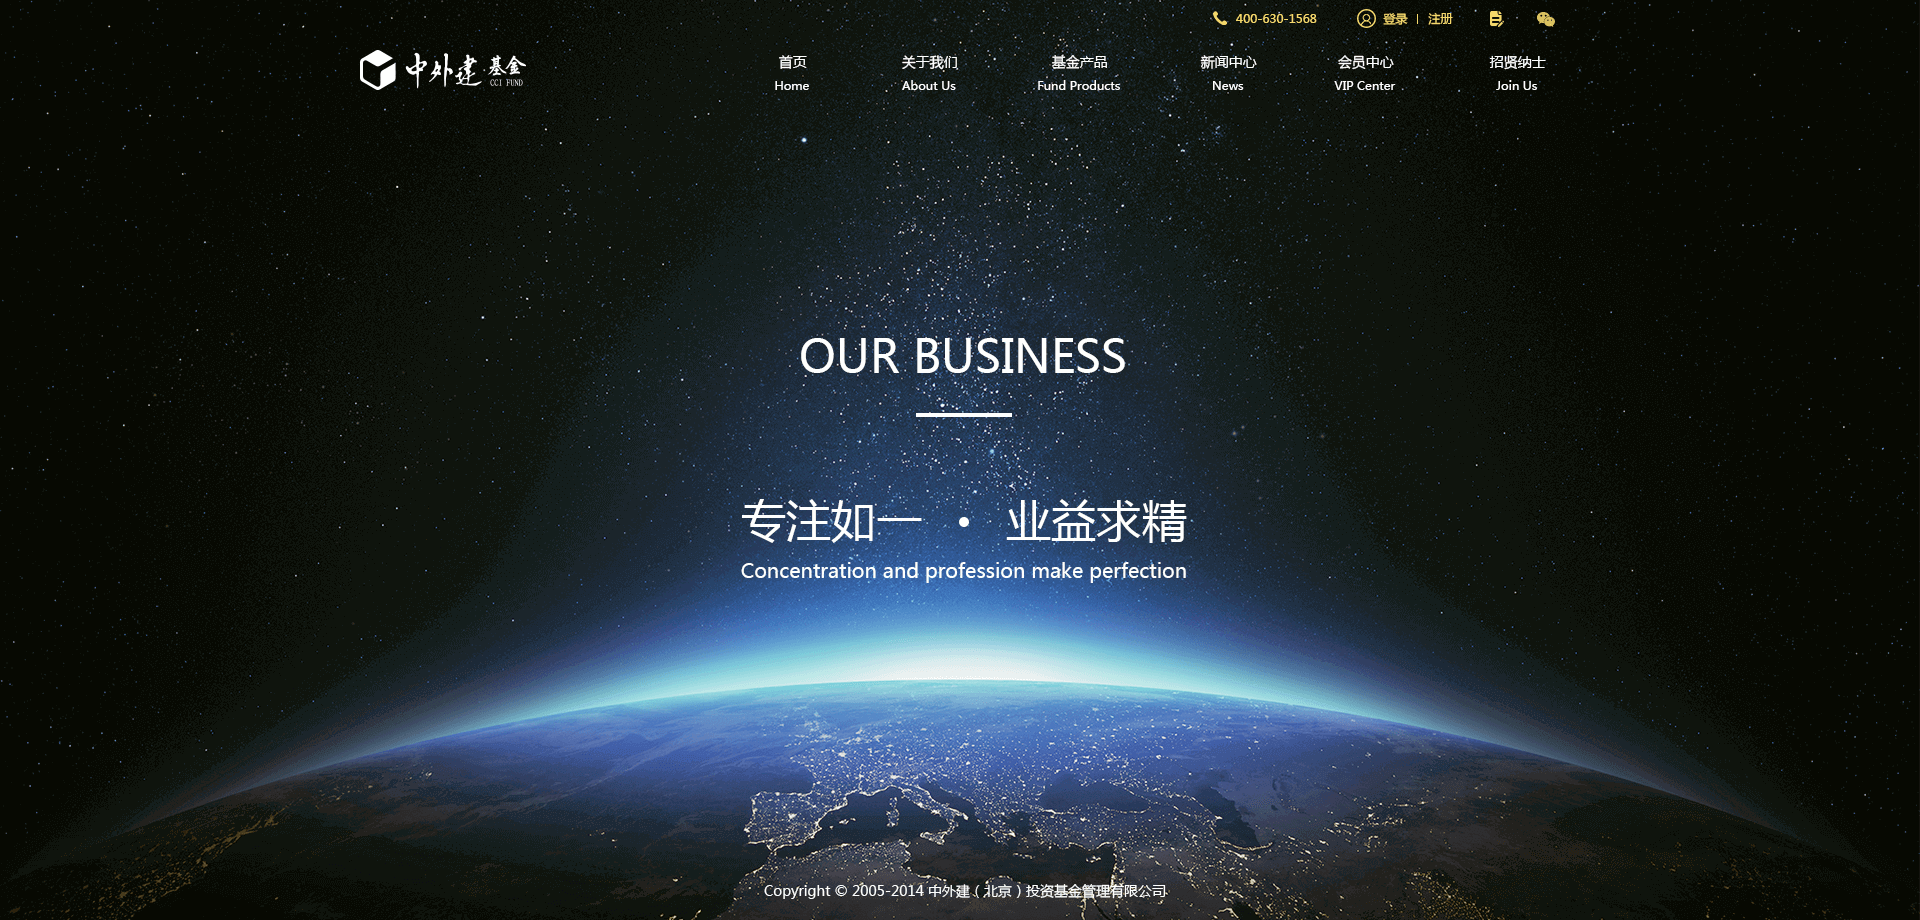 400-630-1568
登录 | 注册
中外建 基金
CCI FUND
首页 关于我们 基金产品 新闻中心 会员中心 招贤纳士
Home About Us Fund Products News VIP Center Join Us
OUR BUSINESS
专注如一 · 业益求精
Concentration and profession make perfection
Copyright © 2005-2014 中外建（北京）投资基金管理有限公司